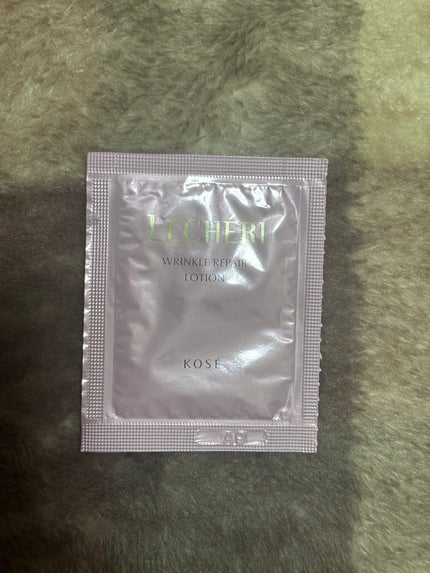 LECHÉRI
WRINKLE REPAIR
LOTION
KOSÉ